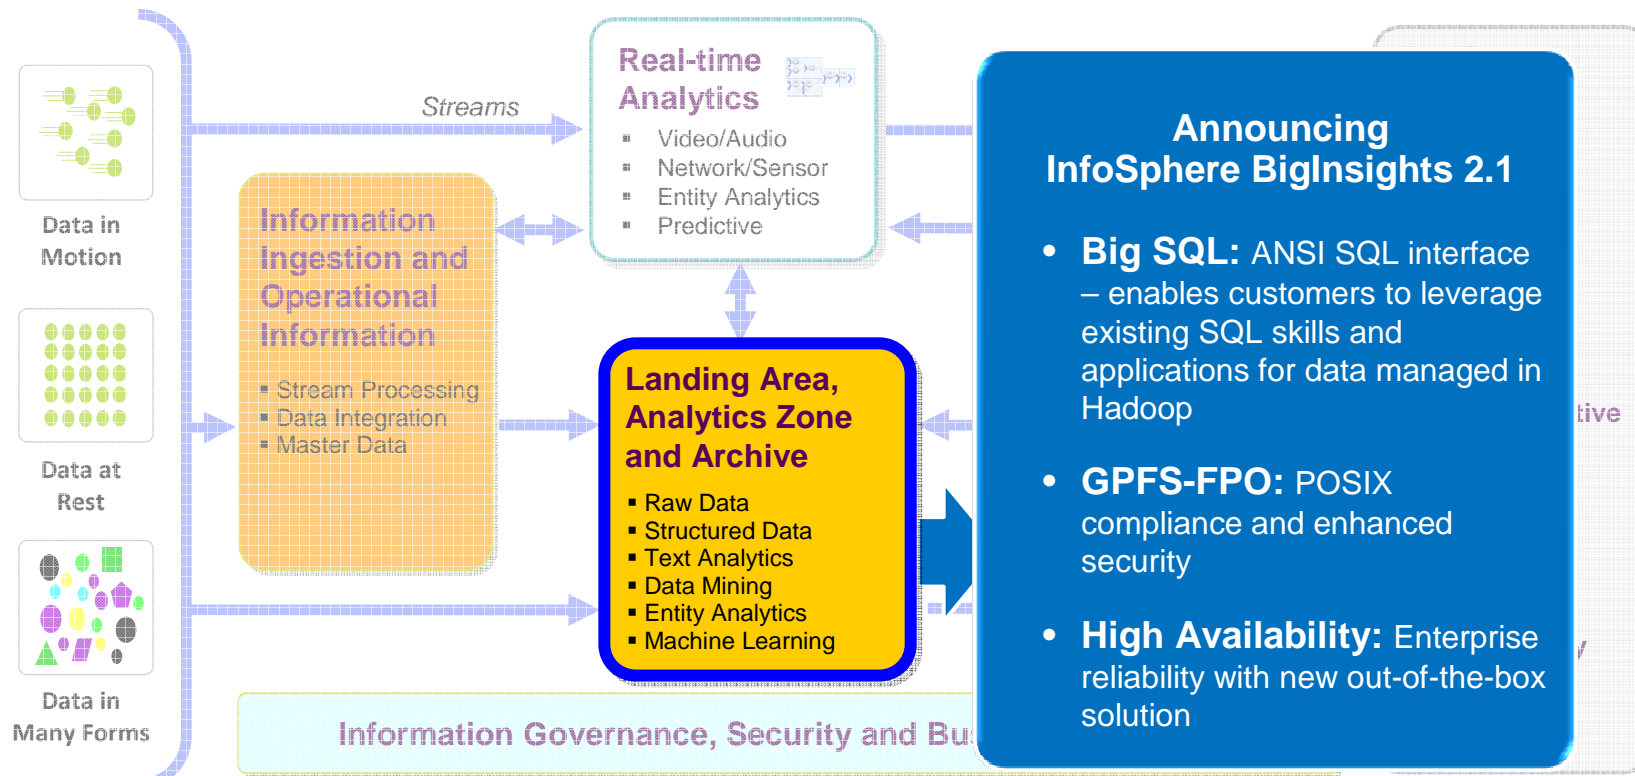 Data in
Motion
Data at
Rest
Data in
Many Forms
Streams
Information
Ingestion and
Operational
Information
▪ Stream Processing
▪ Data Integration
▪ Master Data
Real-time
Analytics
▪ Video/Audio
▪ Network/Sensor
▪ Entity Analytics
▪ Predictive
Landing Area,
Analytics Zone
and Archive
▪ Raw Data
▪ Structured Data
▪ Text Analytics
▪ Data Mining
▪ Entity Analytics
▪ Machine Learning
Information Governance, Security and Bus
Announcing
InfoSphere BigInsights 2.1
• Big SQL: ANSI SQL interface
– enables customers to leverage
existing SQL skills and
applications for data managed in
Hadoop
• GPFS-FPO: POSIX
compliance and enhanced
security
• High Availability: Enterprise
reliability with new out-of-the-box
solution
tive
y